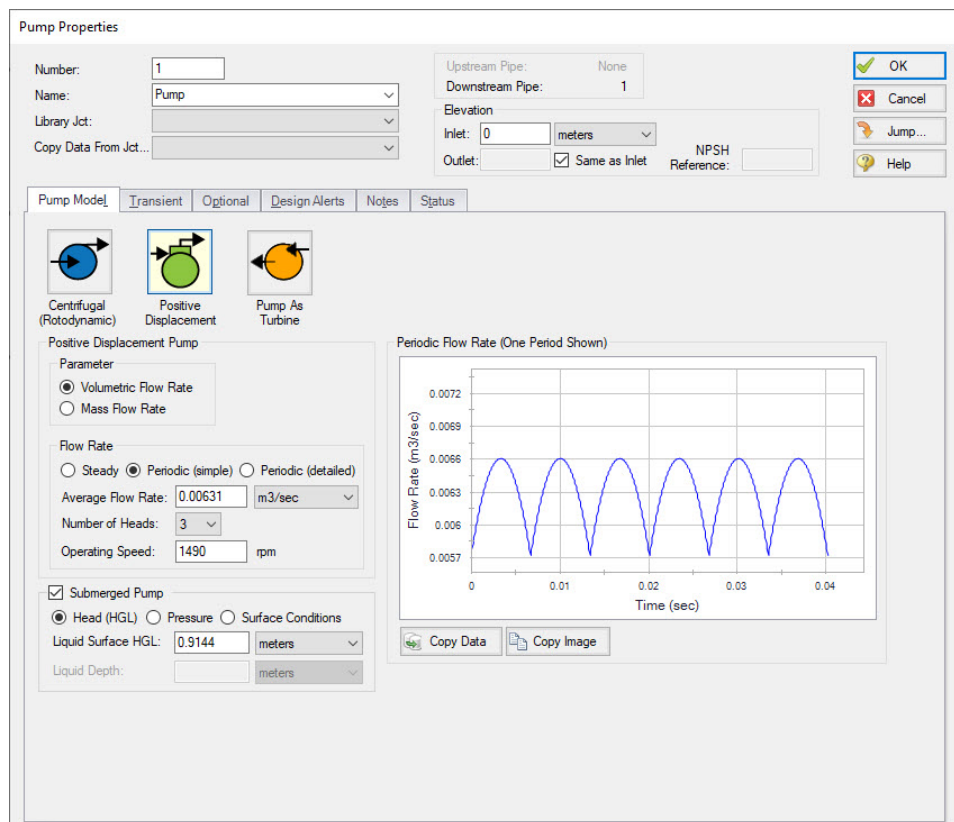 Pump Properties
Number: 1
Name: Pump
Library Jct:
Copy Data From Jct...
Upstream Pipe: None
Downstream Pipe: 1
Elevation
Inlet: 0 meters
Outlet: Same as Inlet NPSH Reference:
OK
Cancel
Jump...
Help
Pump Model Transient Optional Design Alerts Notes Status
Centrifugal (Rotodynamic)
Positive Displacement
Pump As Turbine
Positive Displacement Pump
Parameter
Volumetric Flow Rate
Mass Flow Rate
Flow Rate
Steady Periodic (simple) Periodic (detailed)
Average Flow Rate: 0.00631 m3/sec
Number of Heads: 3
Operating Speed: 1490 rpm
Submerged Pump
Head (HGL) Pressure Surface Conditions
Liquid Surface HGL: 0.9144 meters
Liquid Depth: meters
Periodic Flow Rate (One Period Shown)
Flow Rate (m3/sec)
0.0072
0.0069
0.0066
0.0063
0.006
0.0057
0 0.01 0.02 0.03 0.04
Time (sec)
Copy Data Copy Image